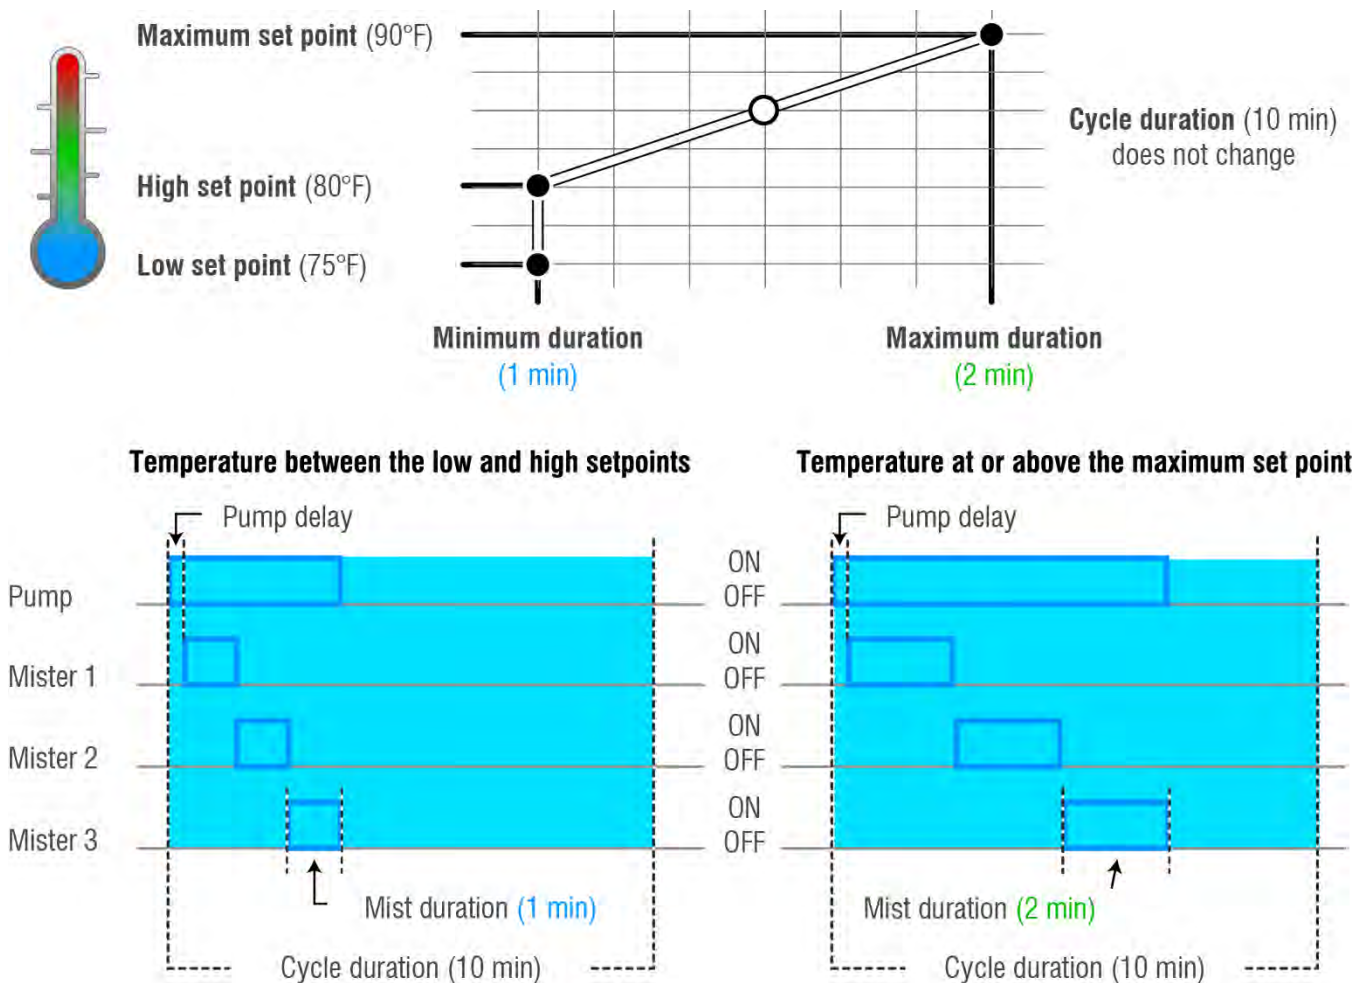 Maximum set point (90°F)
Cycle duration (10 min)
does not change
High set point (80°F)
Low set point (75°F)
Minimum duration
(1 min)
Maximum duration
(2 min)
Temperature between the low and high setpoints
Pump delay
Pump
Mister 1
Mister 2
Mister 3
Mist duration (1 min)
Cycle duration (10 min)
Temperature at or above the maximum set point
Pump delay
ON
OFF
ON
OFF
ON
OFF
ON
OFF
Mist duration (2 min)
Cycle duration (10 min)